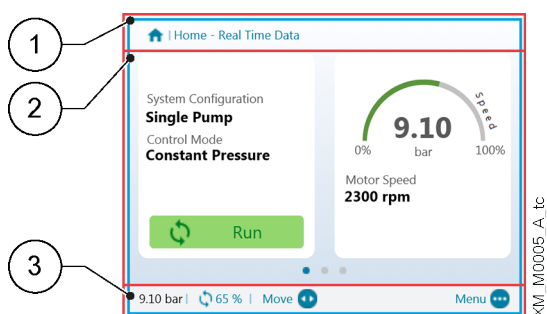 1
| Home - Real Time Data
2
System Configuration
Single Pump
Control Mode
Constant Pressure
Run
Speed
9.10
0%
bar
100%
Motor Speed
2300 rpm
3
9.10 bar | 65 % | Move
Menu
XM_M0005_A_tc